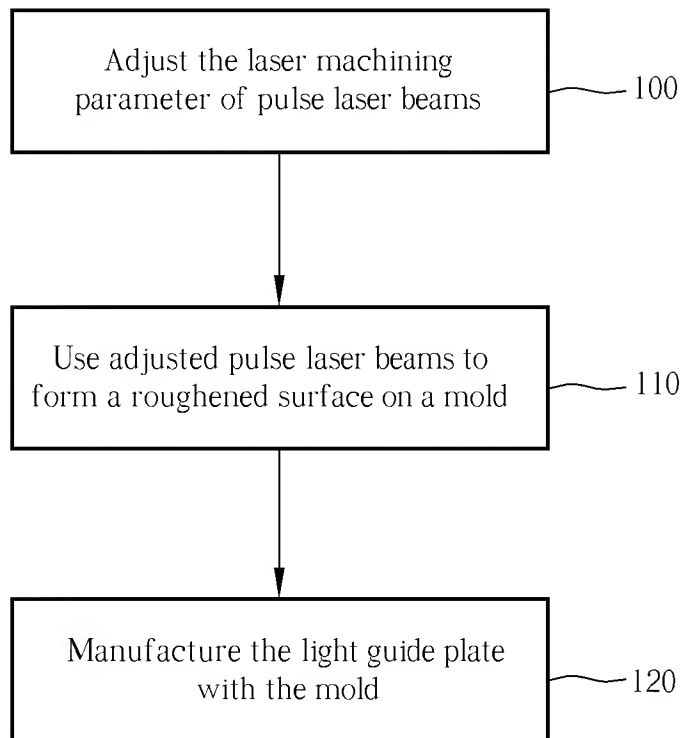 Adjust the laser machining
parameter of pulse laser beams
100
Use adjusted pulse laser beams to
form a roughened surface on a mold
110
Manufacture the light guide plate
with the mold
120